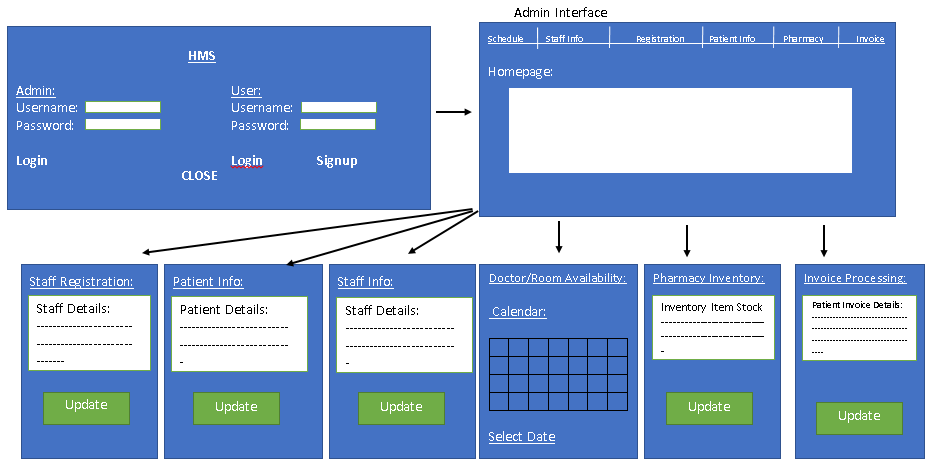 Admin Interface
HMS
Admin:
Username:
Password:
Login
User:
Username:
Password:
Login
Signup
CLOSE
Schedule
Staff Info
Registration
Patient Info
Pharmacy
Invoice
Homepage:
Staff Registration:
Staff Details:
Update
Patient Info:
Patient Details:
Update
Staff Info:
Staff Details:
Update
Doctor/Room Availability:
Calendar:
Select Date
Pharmacy Inventory:
Inventory Item Stock
Update
Invoice Processing:
Patient Invoice Details:
Update